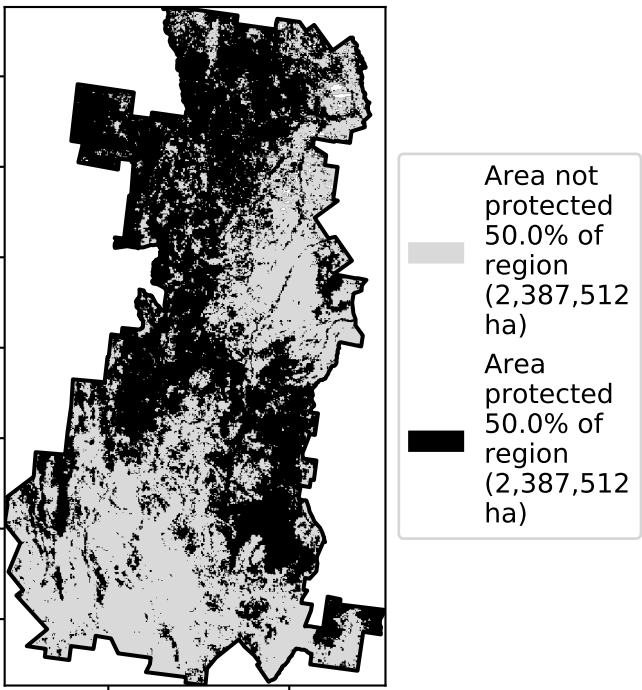 Area not
protected
50.0% of
region
(2,387,512
ha)
Area
protected
50.0% of
region
(2,387,512
ha)